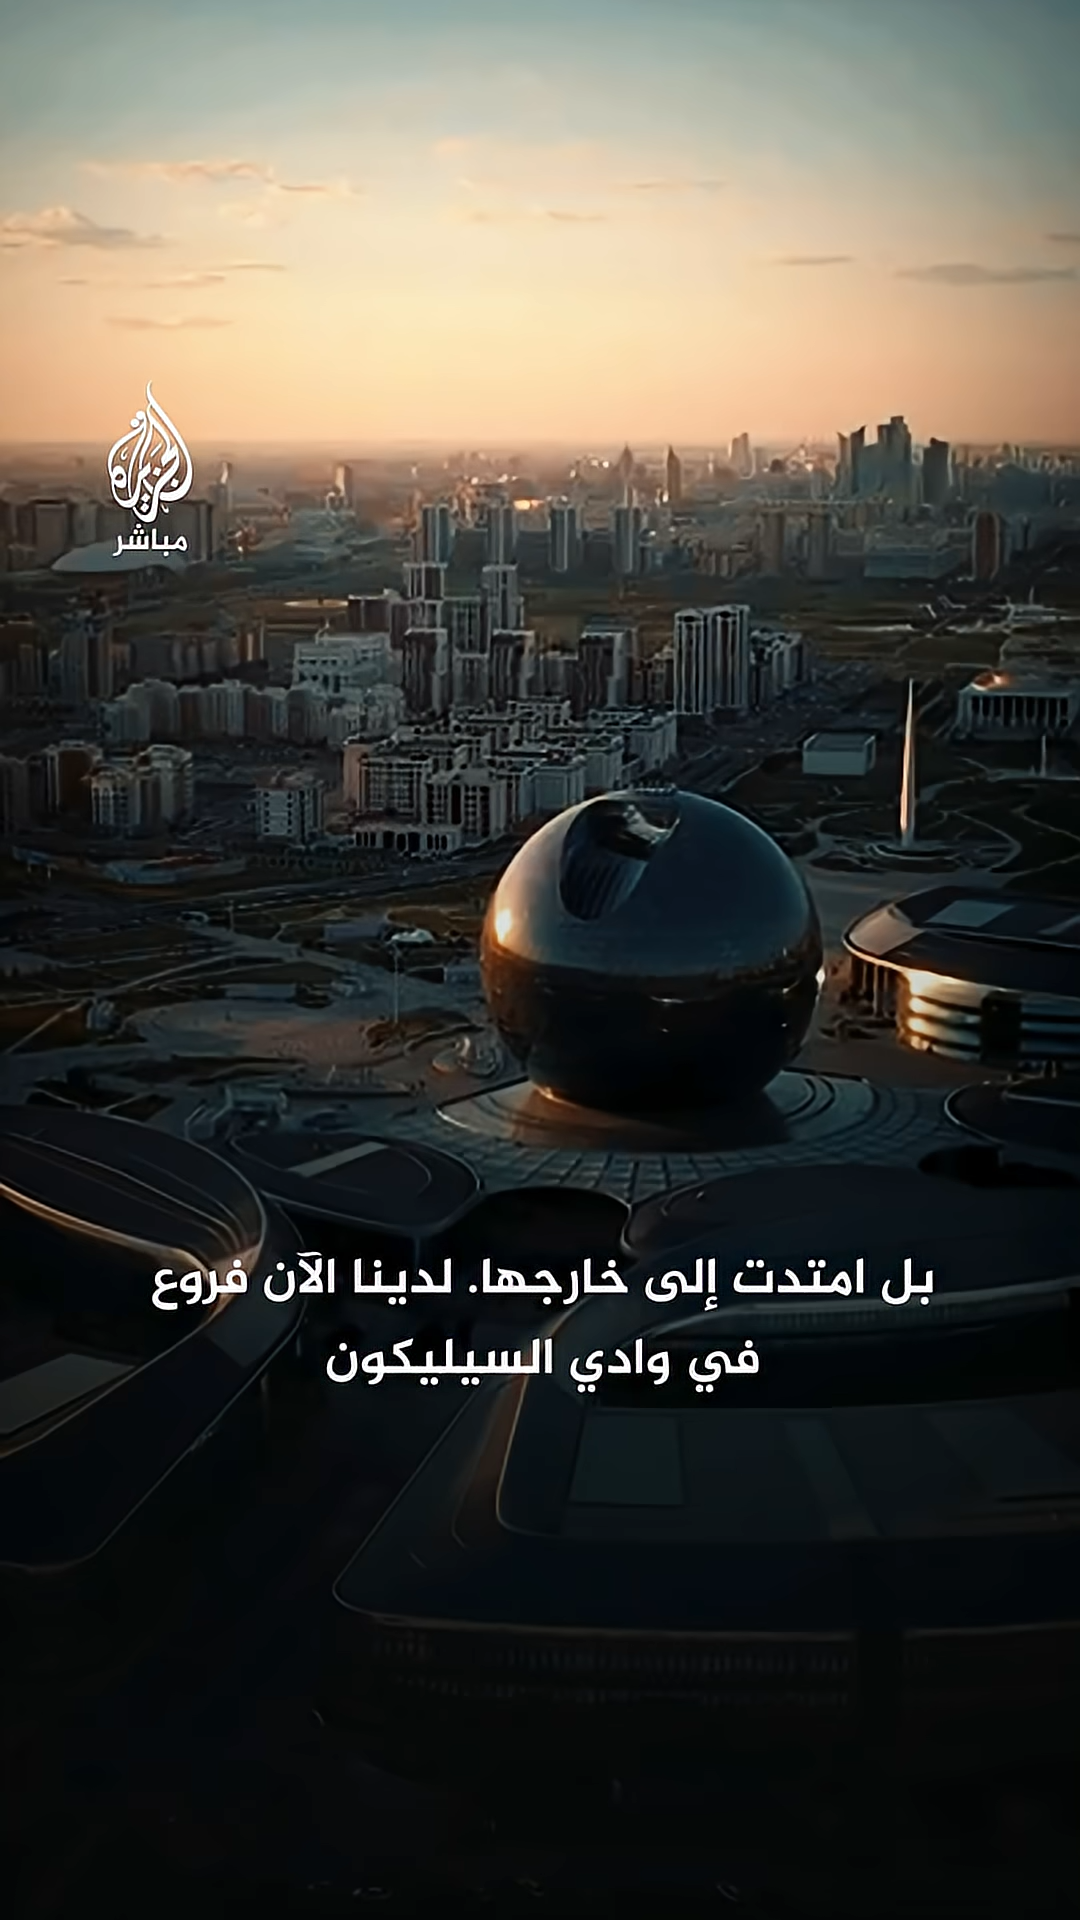 الجزيرة
مباشر
بل امتدت إلى خارجها. لدينا الآن فروع
في وادي السيليكون